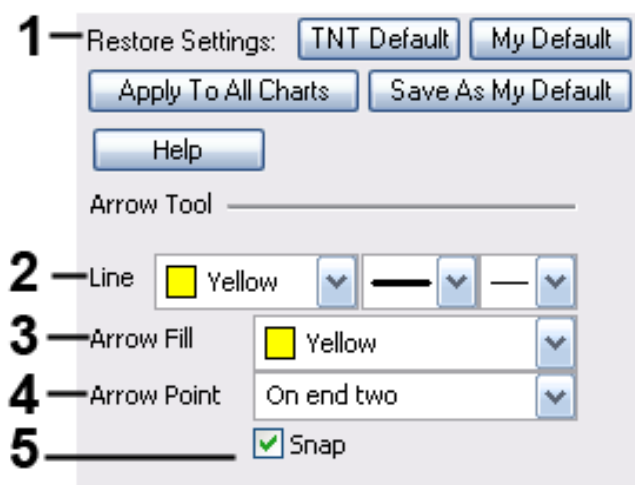 1 Restore Settings: TNT Default My Default
Apply To All Charts Save As My Default
Help
Arrow Tool
2 Line Yellow
3 Arrow Fill Yellow
4 Arrow Point On end two
5 Snap